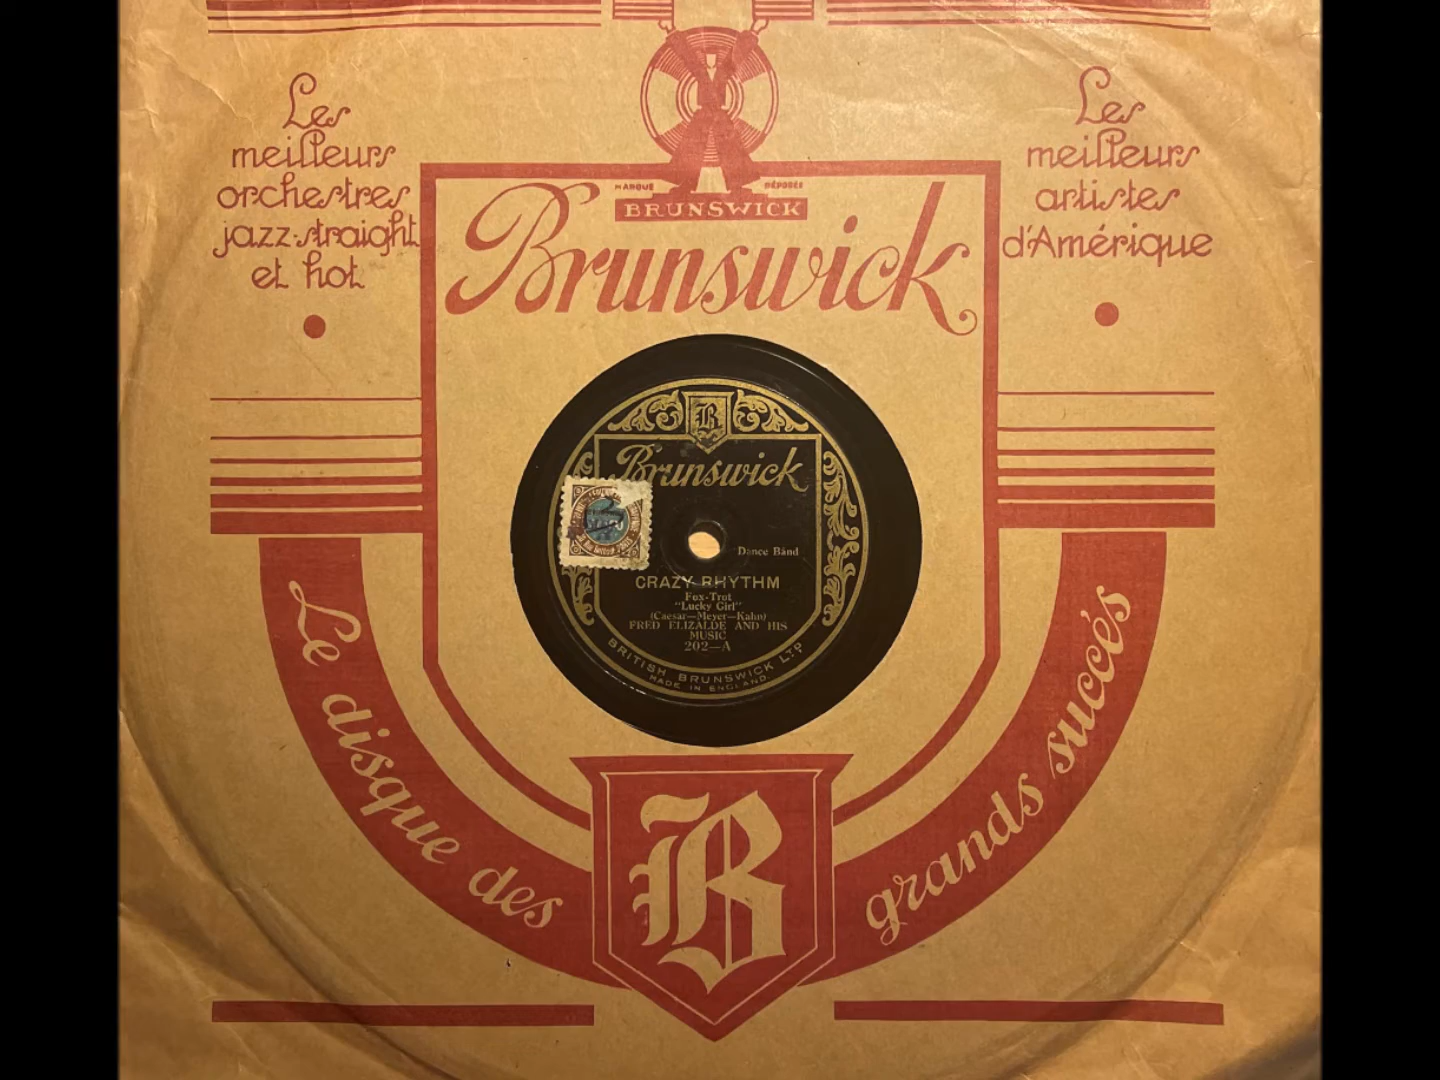 Les
meilleurs
orchestres
jazz-straight
et hot
Les
meilleurs
artistes
d'Amérique
MARQUE DÉPOSÉE
BRUNSWICK
Brunswick
B
Brunswick
Dance Band
CRAZY RHYTHM
Fox-Trot
"Lucky Girl"
(Caesar—Meyer—Kahn)
FRED ELIZALDE AND HIS
MUSIC
202—A
BRITISH BRUNSWICK LTD
MADE IN ENGLAND
Le disque des
grands succés
B